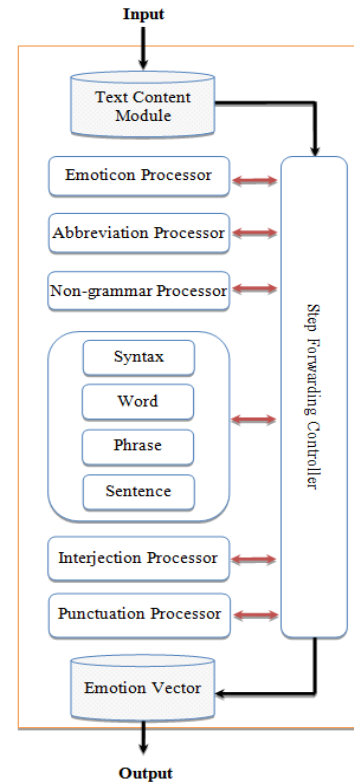 Input
Text Content
Module
Emoticon Processor
Abbreviation Processor
Non-grammar Processor
Syntax
Word
Phrase
Sentence
Interjection Processor
Punctuation Processor
Step Forwarding Controller
Emotion Vector
Output